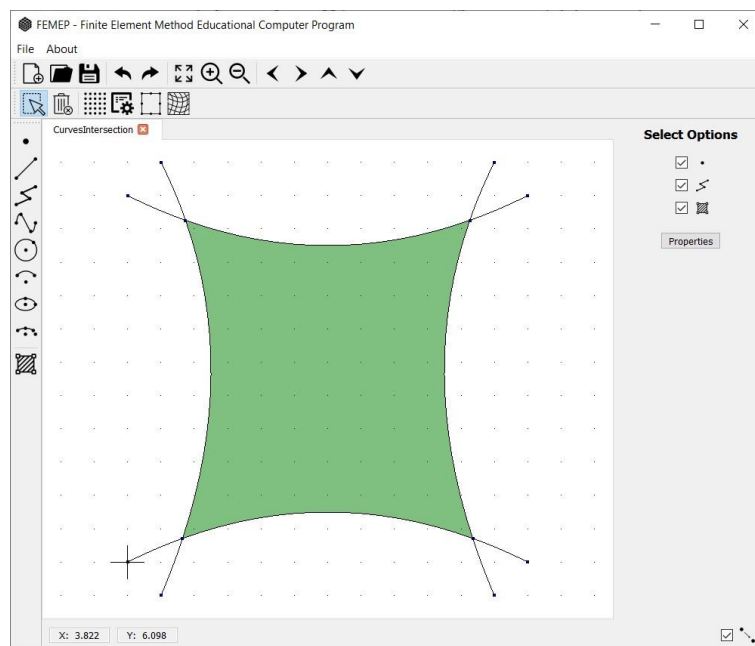 FEMEP - Finite Element Method Educational Computer Program
File About
CurvesIntersection
Select Options
Properties
X: 3.822 Y: 6.098